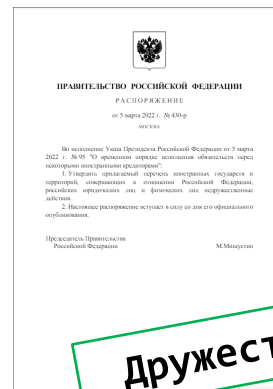 ПРАВИТЕЛЬСТВО РОССИЙСКОЙ ФЕДЕРАЦИИ
РАСПОРЯЖЕНИЕ
от 5 марта 2022 г. № 430-р
МОСКВА
Во исполнение Указа Президента Российской Федерации от 5 марта
2022 г. № 95 "О временном порядке исполнения обязательств перед
некоторыми иностранными кредиторами":
1. Утвердить прилагаемый перечень иностранных государств и
территорий, совершающих в отношении Российской Федерации,
российских юридических лиц и физических лиц недружественные
действия.
2. Настоящее распоряжение вступает в силу со дня его официального
опубликования.
Председатель Правительства
Российской Федерации М.Мишустин
Дружест